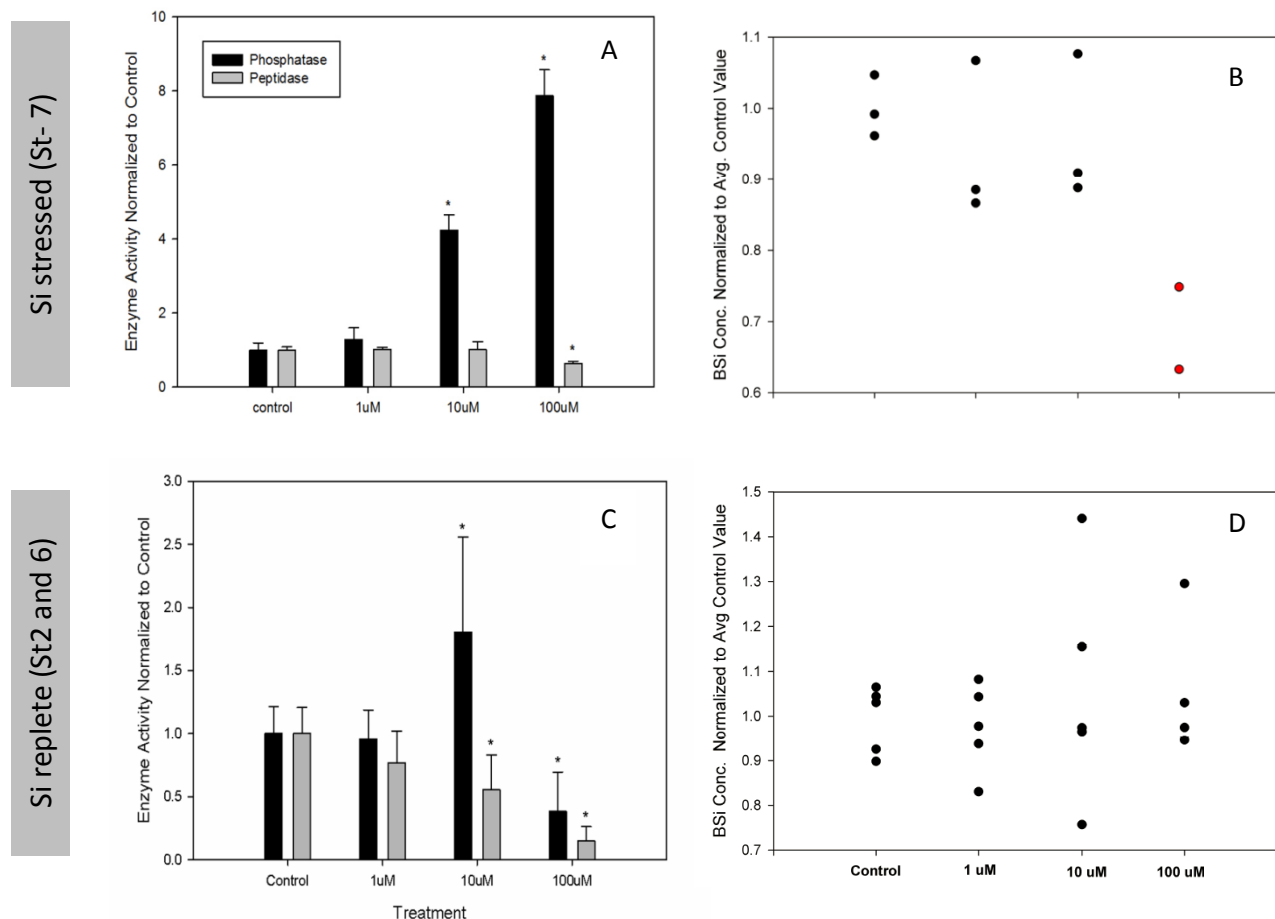 Si stressed (St- 7)
Enzyme Activity Normalized to Control
10
8
6
4
2
0
Phosphatase
Peptidase
A
*
*
*
control
1uM
10uM
100uM
BSi Conc. Normalized to Avg. Control Value
1.1
1.0
0.9
0.8
0.7
0.6
B
Si replete (St2 and 6)
Enzyme Activity Normalized to Control
3.0
2.5
2.0
1.5
1.0
0.5
0.0
C
*
*
*
*
Control
1uM
10uM
100uM
Treatment
BSi Conc. Normalized to Avg Control Value
1.5
1.4
1.3
1.2
1.1
1.0
0.9
0.8
0.7
D
Control
1 uM
10 uM
100 uM